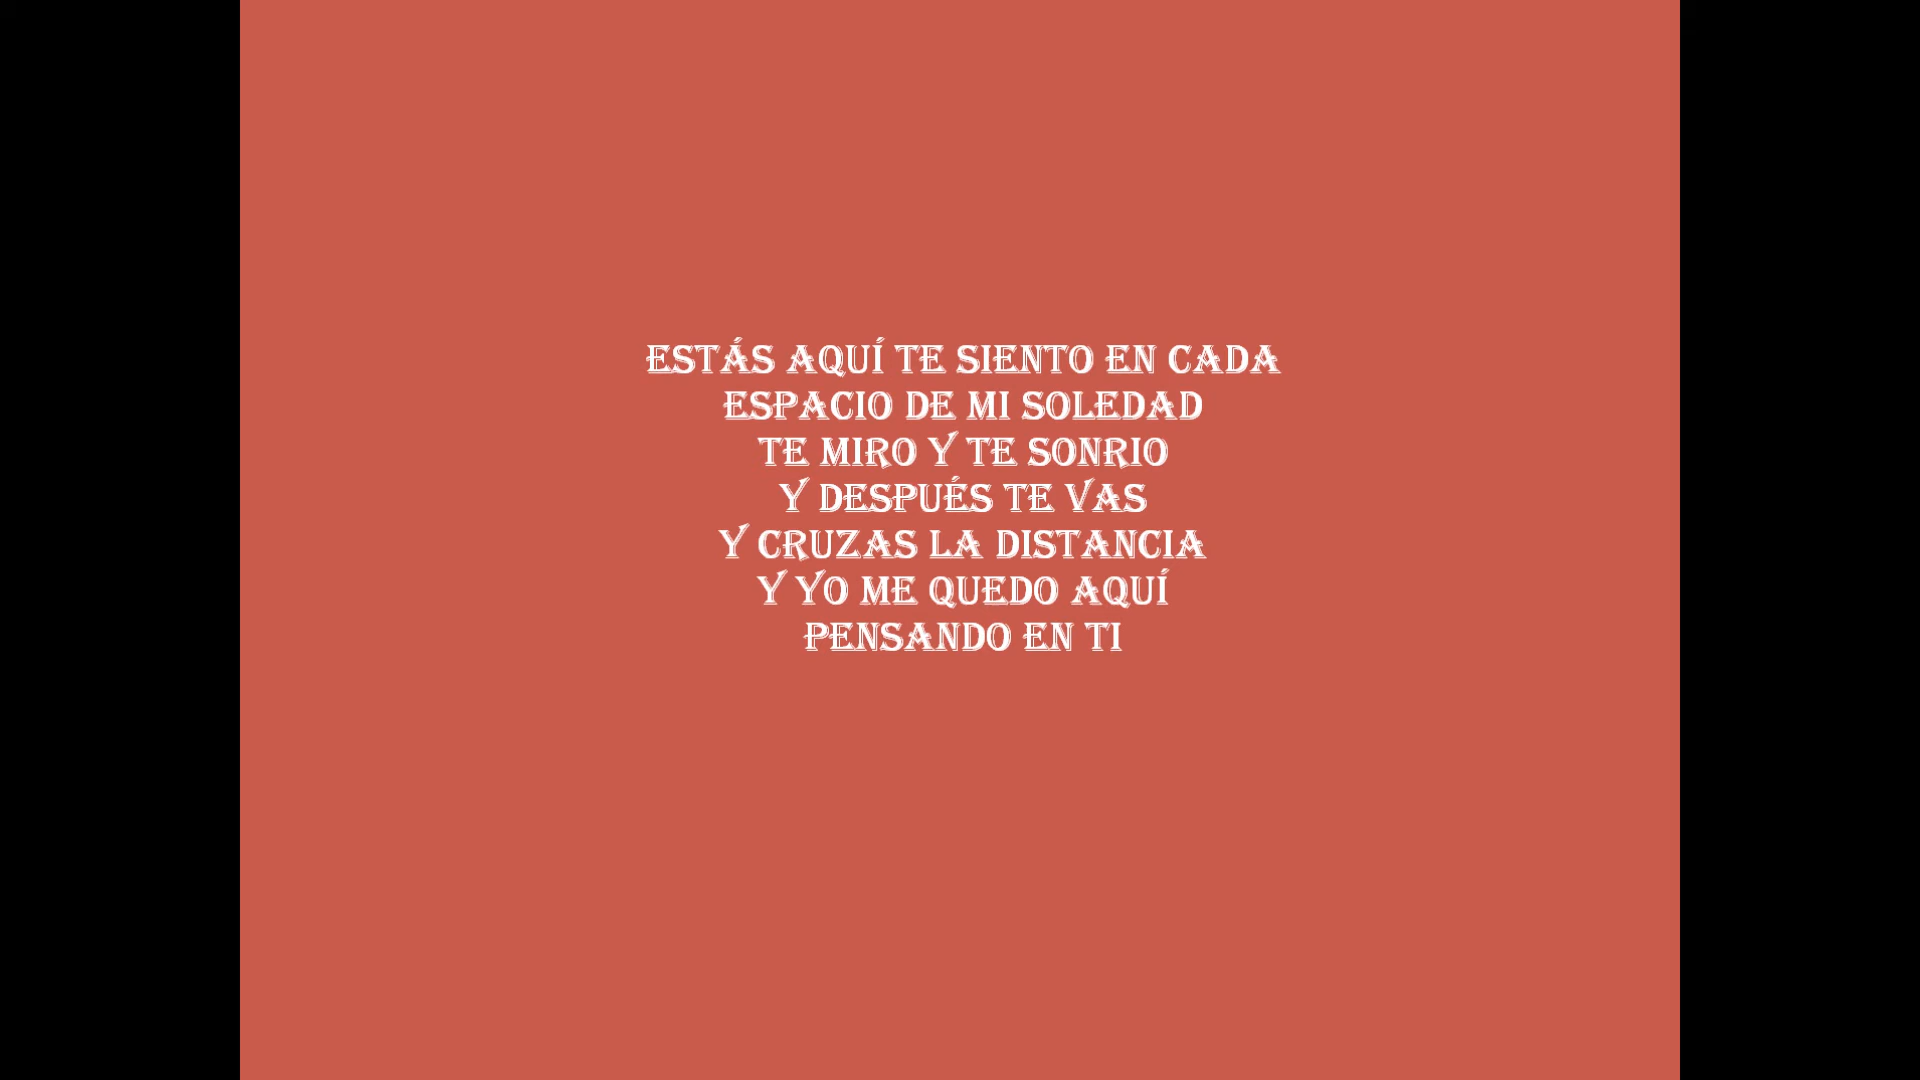 ESTÁS AQUÍ TE SIENTO EN CADA
ESPACIO DE MI SOLEDAD
TE MIRO Y TE SONRIO
Y DESPUÉS TE VAS
Y CRUZAS LA DISTANCIA
Y YO ME QUEDO AQUÍ
PENSANDO EN TI